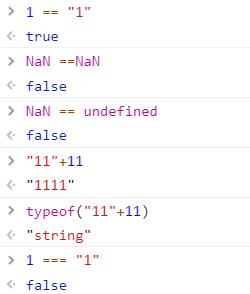 > 1 == "1"
< true
> NaN ==NaN
< false
> NaN == undefined
< false
> "11"+11
< "1111"
> typeof("11"+11)
< "string"
> 1 === "1"
< false